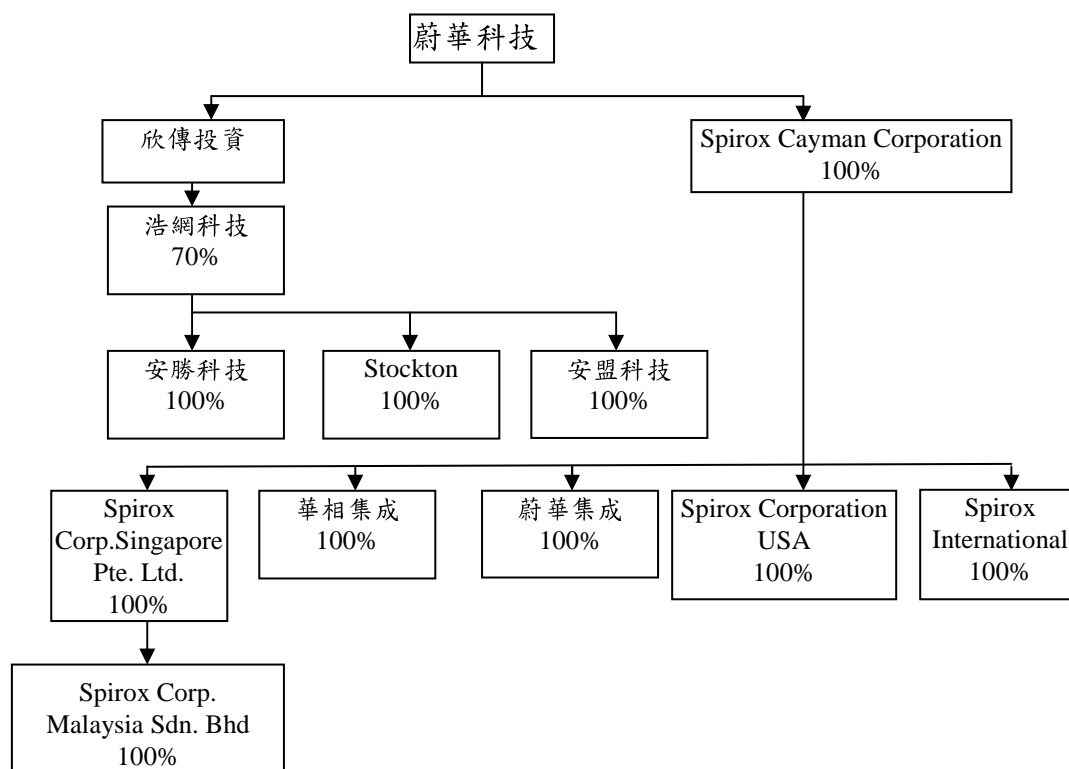 蔚華科技
欣傳投資
Spirox Cayman Corporation
100%
浩網科技
70%
安勝科技
100%
Stockton
100%
安盟科技
100%
Spirox
Corp.Singapore
Pte. Ltd.
100%
華相集成
100%
蔚華集成
100%
Spirox Corporation
USA
100%
Spirox
International
100%
Spirox Corp.
Malaysia Sdn. Bhd
100%